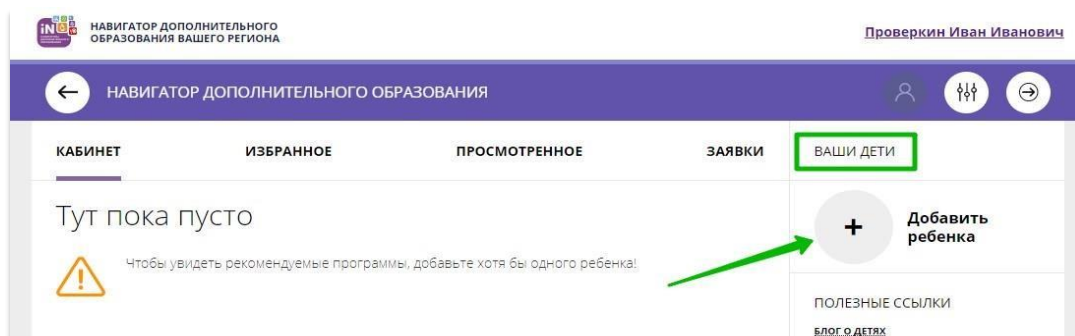 НАВИГАТОР ДОПОЛНИТЕЛЬНОГО
ОБРАЗОВАНИЯ ВАШЕГО РЕГИОНА
Проверкин Иван Иванович
НАВИГАТОР ДОПОЛНИТЕЛЬНОГО ОБРАЗОВАНИЯ
КАБИНЕТ
ИЗБРАННОЕ
ПРОСМОТРЕННОЕ
ЗАЯВКИ
ВАШИ ДЕТИ
Тут пока пусто
Чтобы увидеть рекомендуемые программы, добавьте хотя бы одного ребенка!
Добавить
ребенка
ПОЛЕЗНЫЕ ССЫЛКИ
БЛОГ О ДЕТЯХ